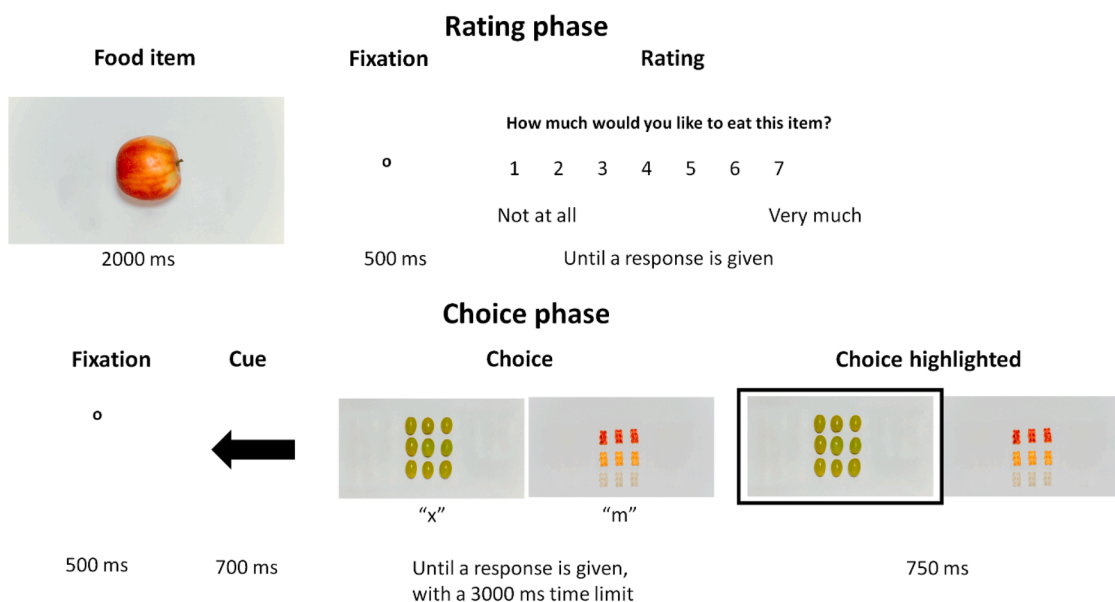 Rating phase
Food item
Fixation
Rating
How much would you like to eat this item?
o
1 2 3 4 5 6 7
Not at all
Very much
2000 ms
500 ms
Until a response is given
Choice phase
Fixation
Cue
Choice
Choice highlighted
o
“x”
“m”
500 ms
700 ms
Until a response is given,
with a 3000 ms time limit
750 ms